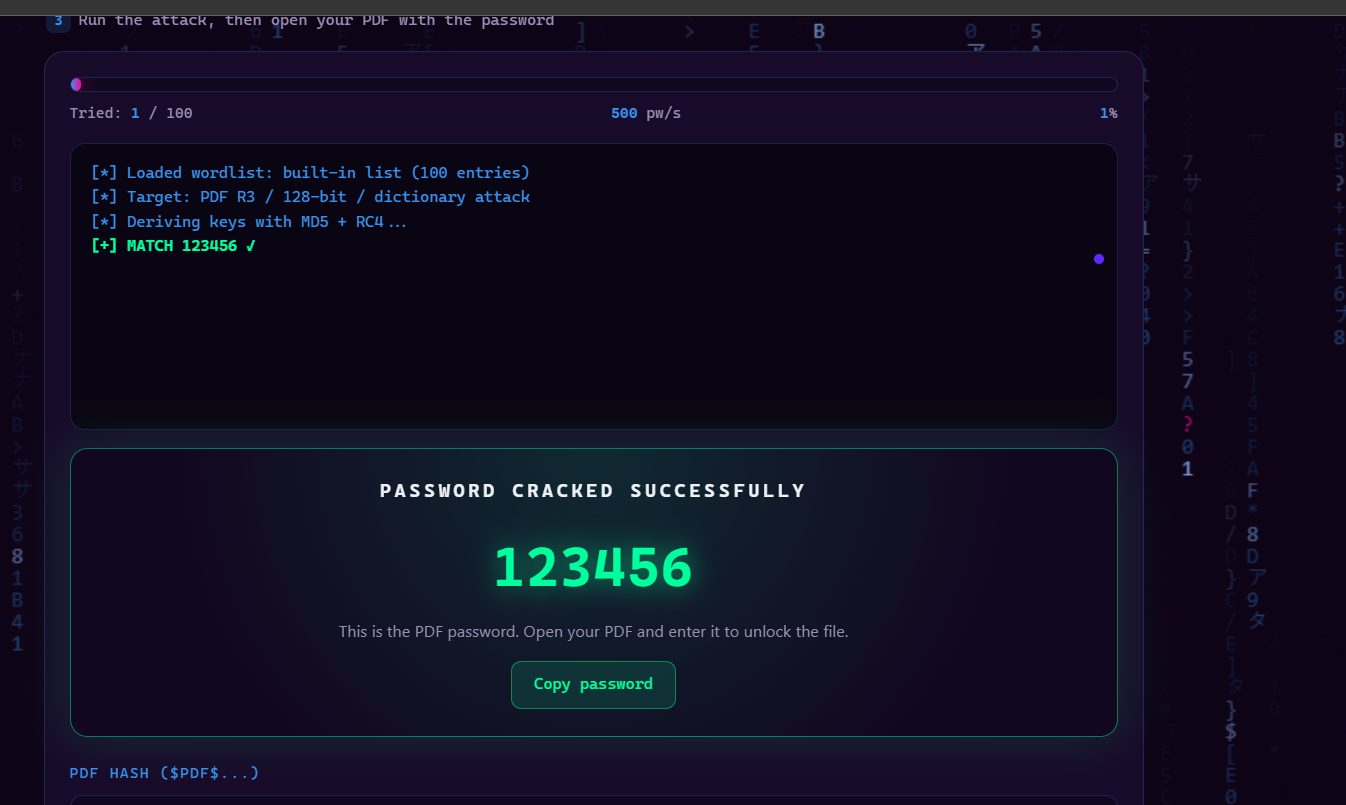 3 Run the attack, then open your PDF with the password
Tried: 1 / 100 500 pw/s 1%
[*] Loaded wordlist: built-in list (100 entries)
[*] Target: PDF R3 / 128-bit / dictionary attack
[*] Deriving keys with MD5 + RC4...
[+] MATCH 123456 ✓
PASSWORD CRACKED SUCCESSFULLY
123456
This is the PDF password. Open your PDF and enter it to unlock the file.
Copy password
PDF HASH ($PDF$...)